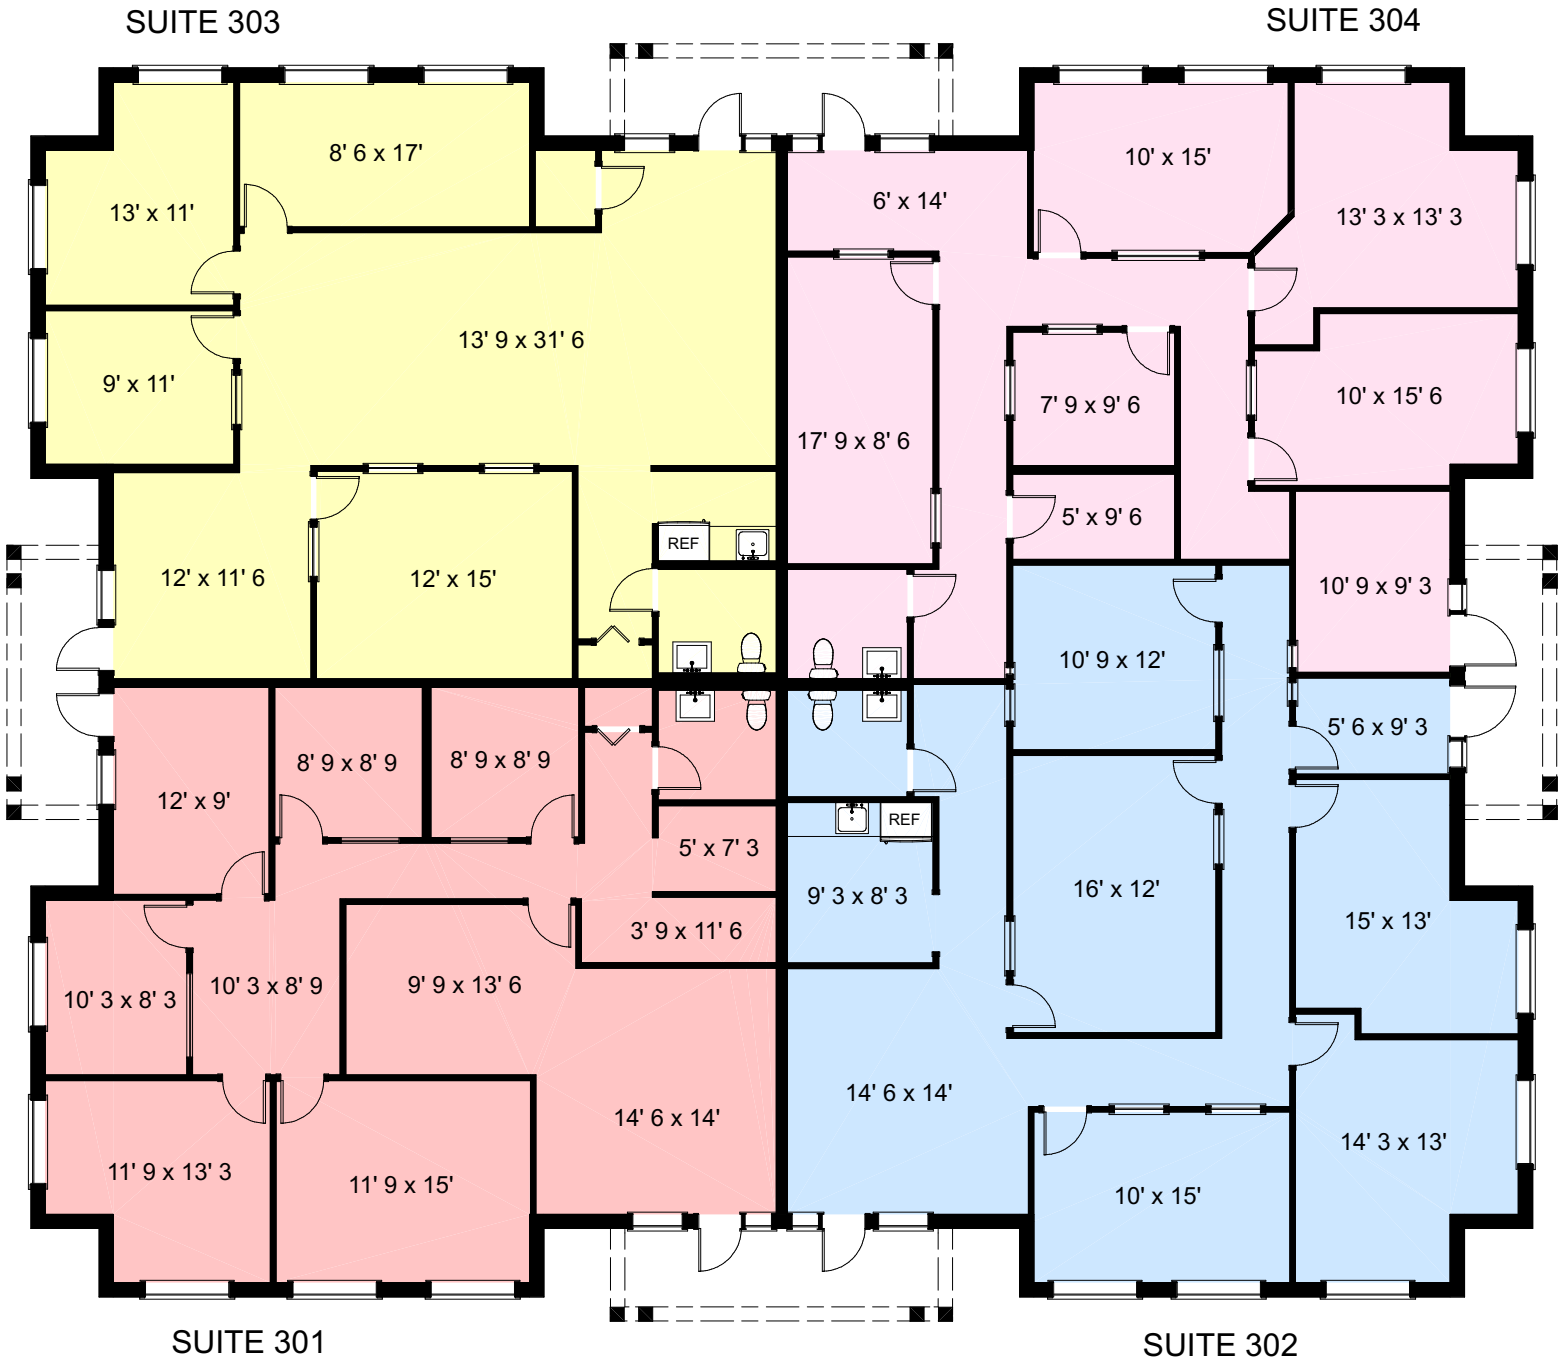 SUITE 303
SUITE 304
8' 6 x 17'
10' x 15'
13' x 11'
6' x 14'
13' 3 x 13' 3
13' 9 x 31' 6
9' x 11'
10' x 15' 6
7' 9 x 9' 6
17' 9 x 8' 6
5' x 9' 6
REF
12' x 11' 6
12' x 15'
10' 9 x 9' 3
10' 9 x 12'
5' 6 x 9' 3
8' 9 x 8' 9
8' 9 x 8' 9
12' x 9'
REF
5' x 7' 3
16' x 12'
9' 3 x 8' 3
15' x 13'
3' 9 x 11' 6
10' 3 x 8' 3
10' 3 x 8' 9
9' 9 x 13' 6
14' 6 x 14'
14' 6 x 14'
14' 3 x 13'
11' 9 x 13' 3
11' 9 x 15'
10' x 15'
SUITE 301
SUITE 302